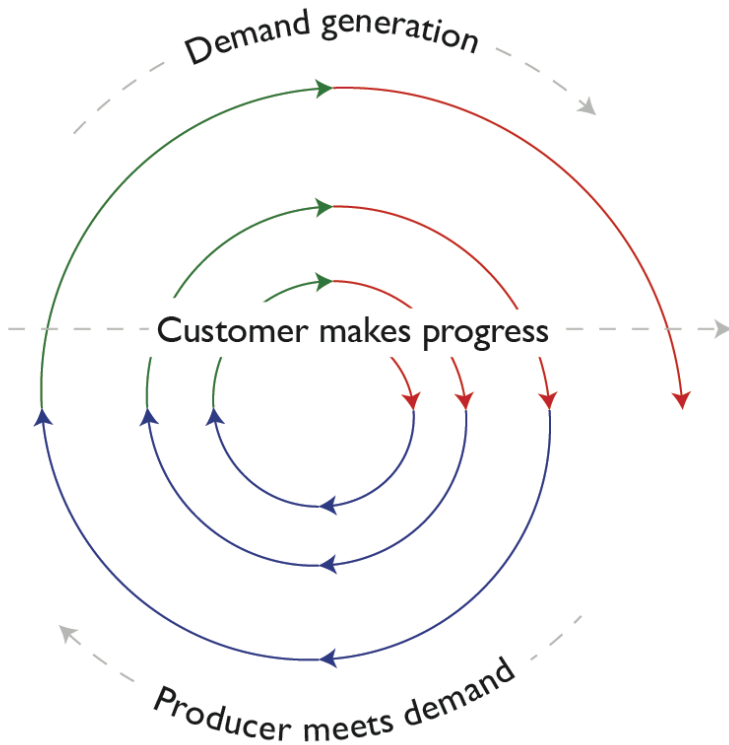 Demand generation
Customer makes progress
Producer meets demand